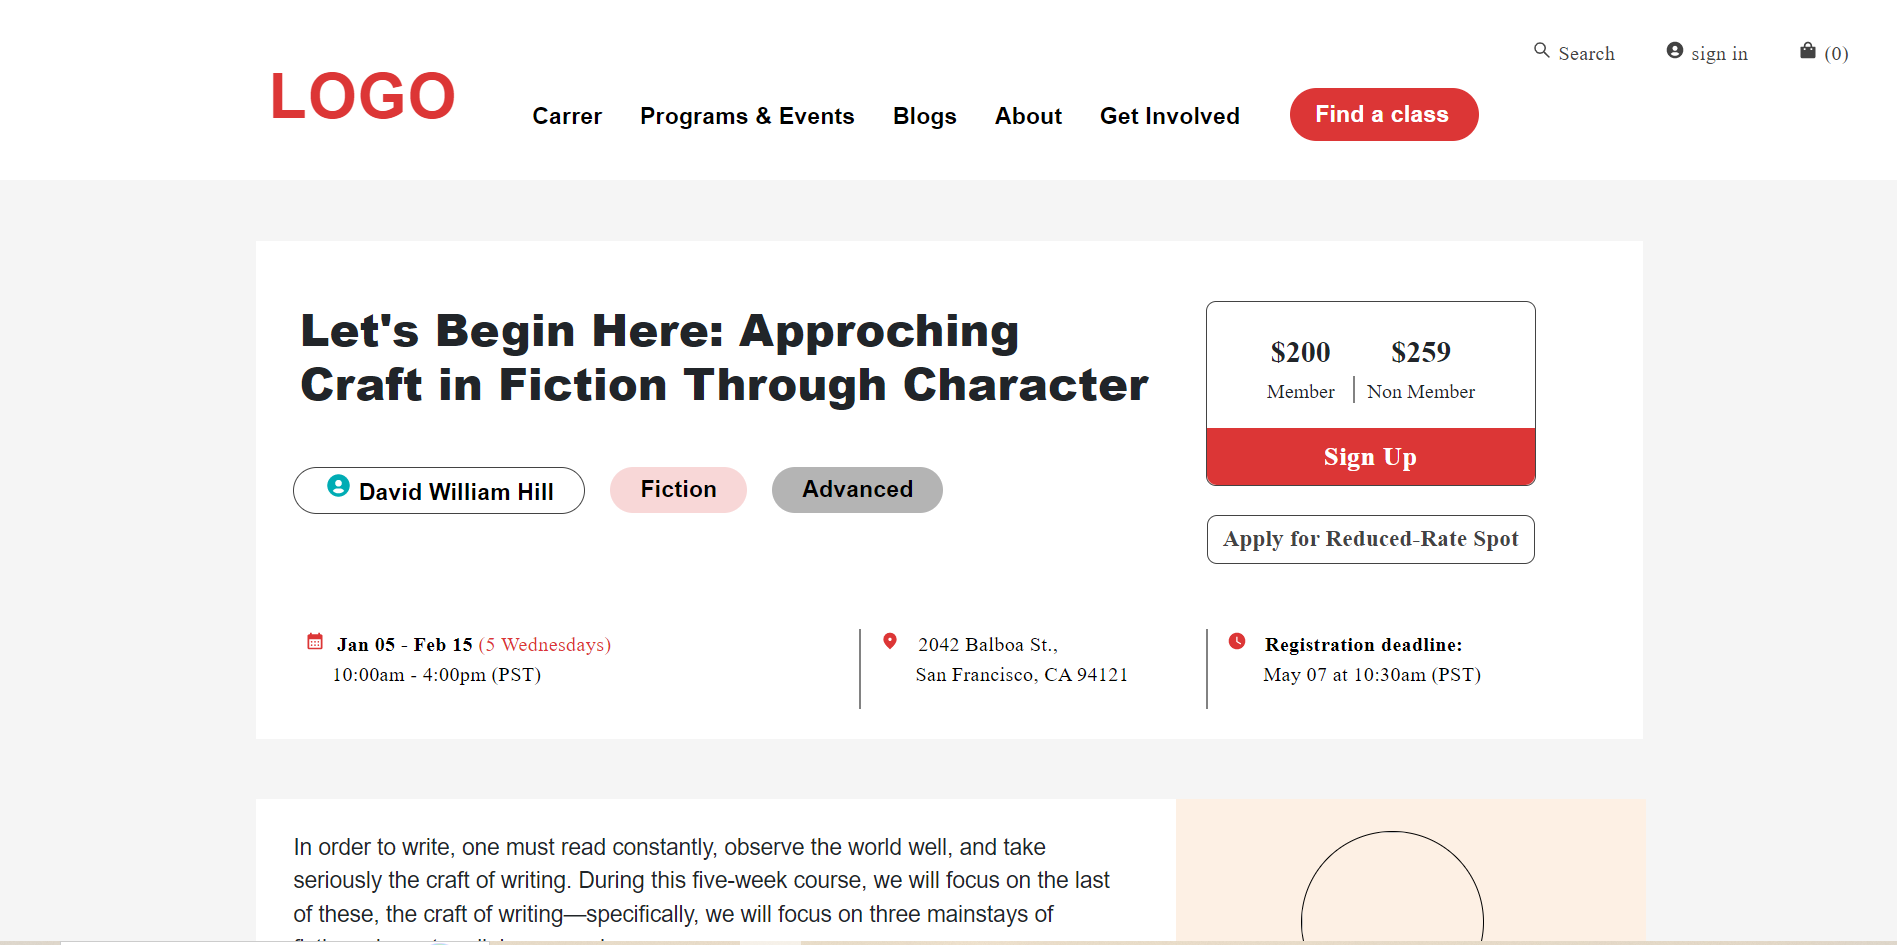 Search
sign in
(0)
LOGO
Carrer
Programs & Events
Blogs
About
Get Involved
Find a class
Let's Begin Here: Approching
Craft in Fiction Through Character
David William Hill
Fiction
Advanced
$200
$259
Member
Non Member
Sign Up
Apply for Reduced-Rate Spot
Jan 05 - Feb 15 (5 Wednesdays)
10:00am - 4:00pm (PST)
2042 Balboa St.,
San Francisco, CA 94121
Registration deadline:
May 07 at 10:30am (PST)
In order to write, one must read constantly, observe the world well, and take
seriously the craft of writing. During this five-week course, we will focus on the last
of these, the craft of writing—specifically, we will focus on three mainstays of